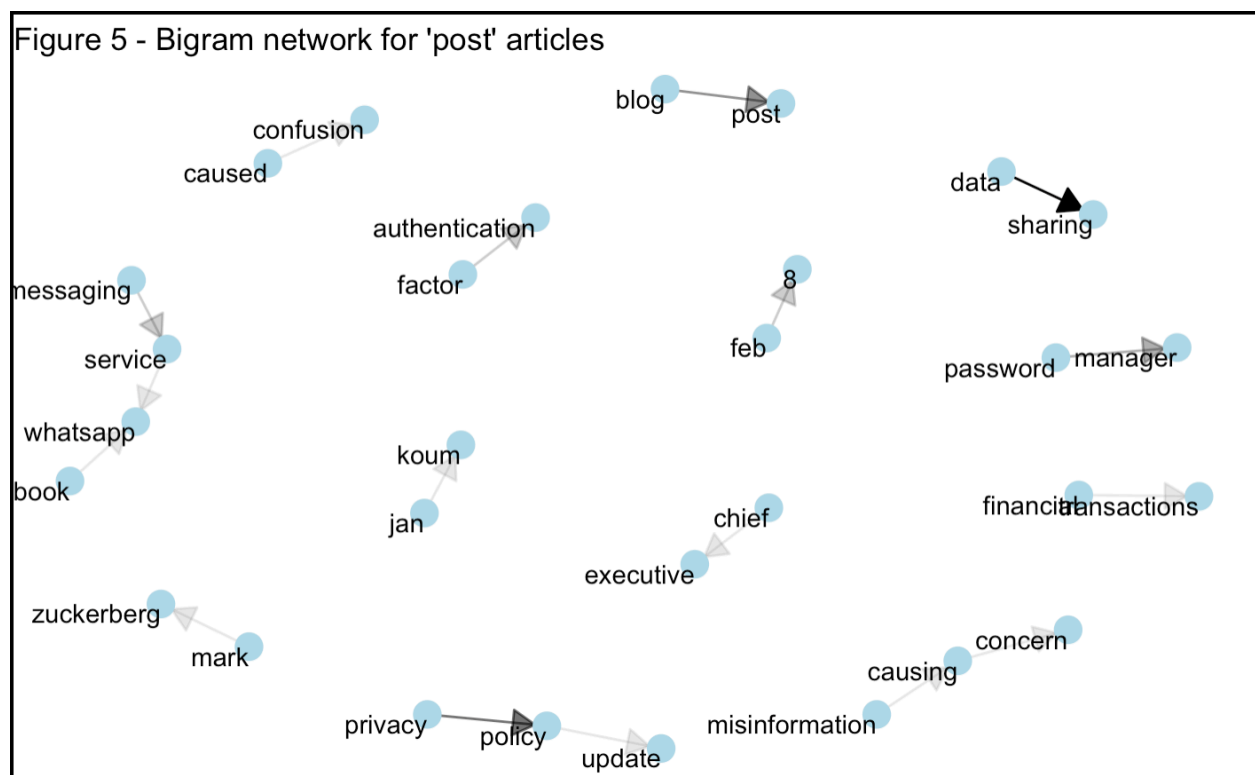 Figure 5 - Bigram network for 'post' articles
blog
post
confusion
caused
data
sharing
authentication
factor
8
feb
messaging
service
whatsapp
book
password
manager
koum
jan
chief
executive
financial
transactions
zuckerberg
mark
concern
causing
misinformation
privacy
policy
update